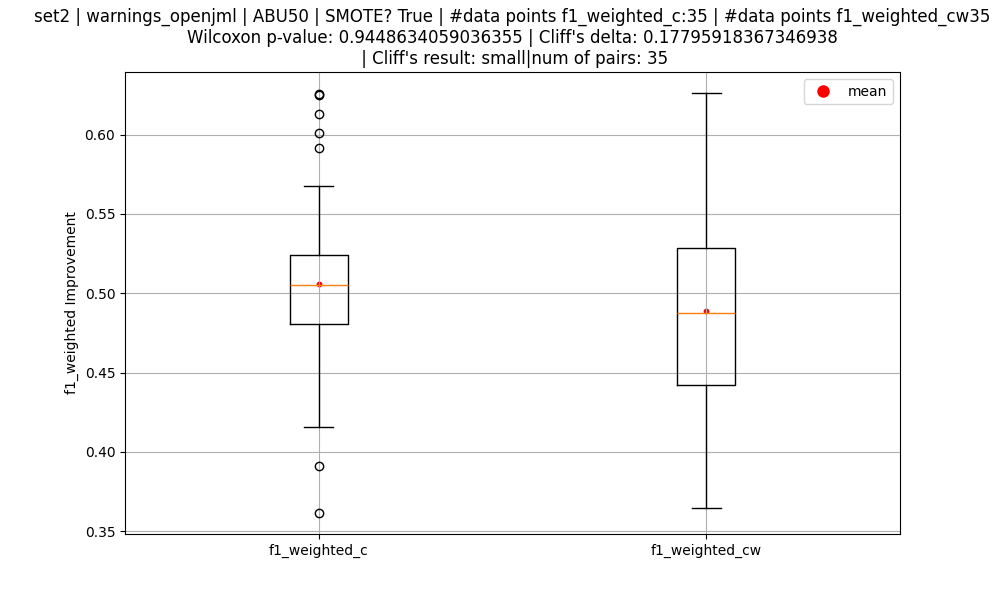 set2 | warnings_openjml | ABU50 | SMOTE? True | #data points f1_weighted_c:35 | #data points f1_weighted_cw35
Wilcoxon p-value: 0.9448634059036355 | Cliff's delta: 0.17795918367346938
| Cliff's result: small|num of pairs: 35
mean
f1_weighted Improvement
0.60
0.55
0.50
0.45
0.40
0.35
f1_weighted_c
f1_weighted_cw